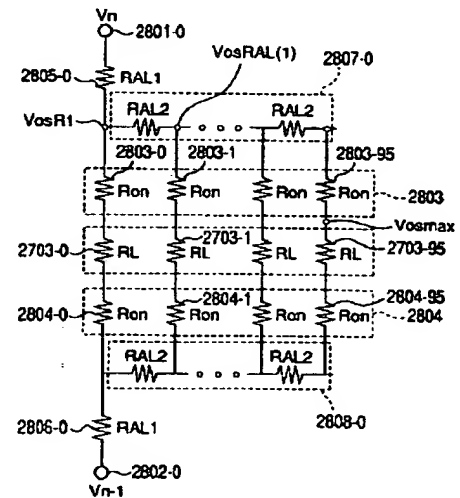 Vn
2801-0
2805-0
RAL1
VosRAL(1)
2807-0
VosR1
RAL2
RAL2
2803-0
2803-1
2803-95
Ron
Ron
Ron
Ron
2803
Vosmax
2703-0
RL
2703-1
RL
RL
RL
2703-95
2804-0
Ron
2804-1
Ron
Ron
Ron
2804-95
2804
RAL2
RAL2
2808-0
2806-0
RAL1
2802-0
Vn-1